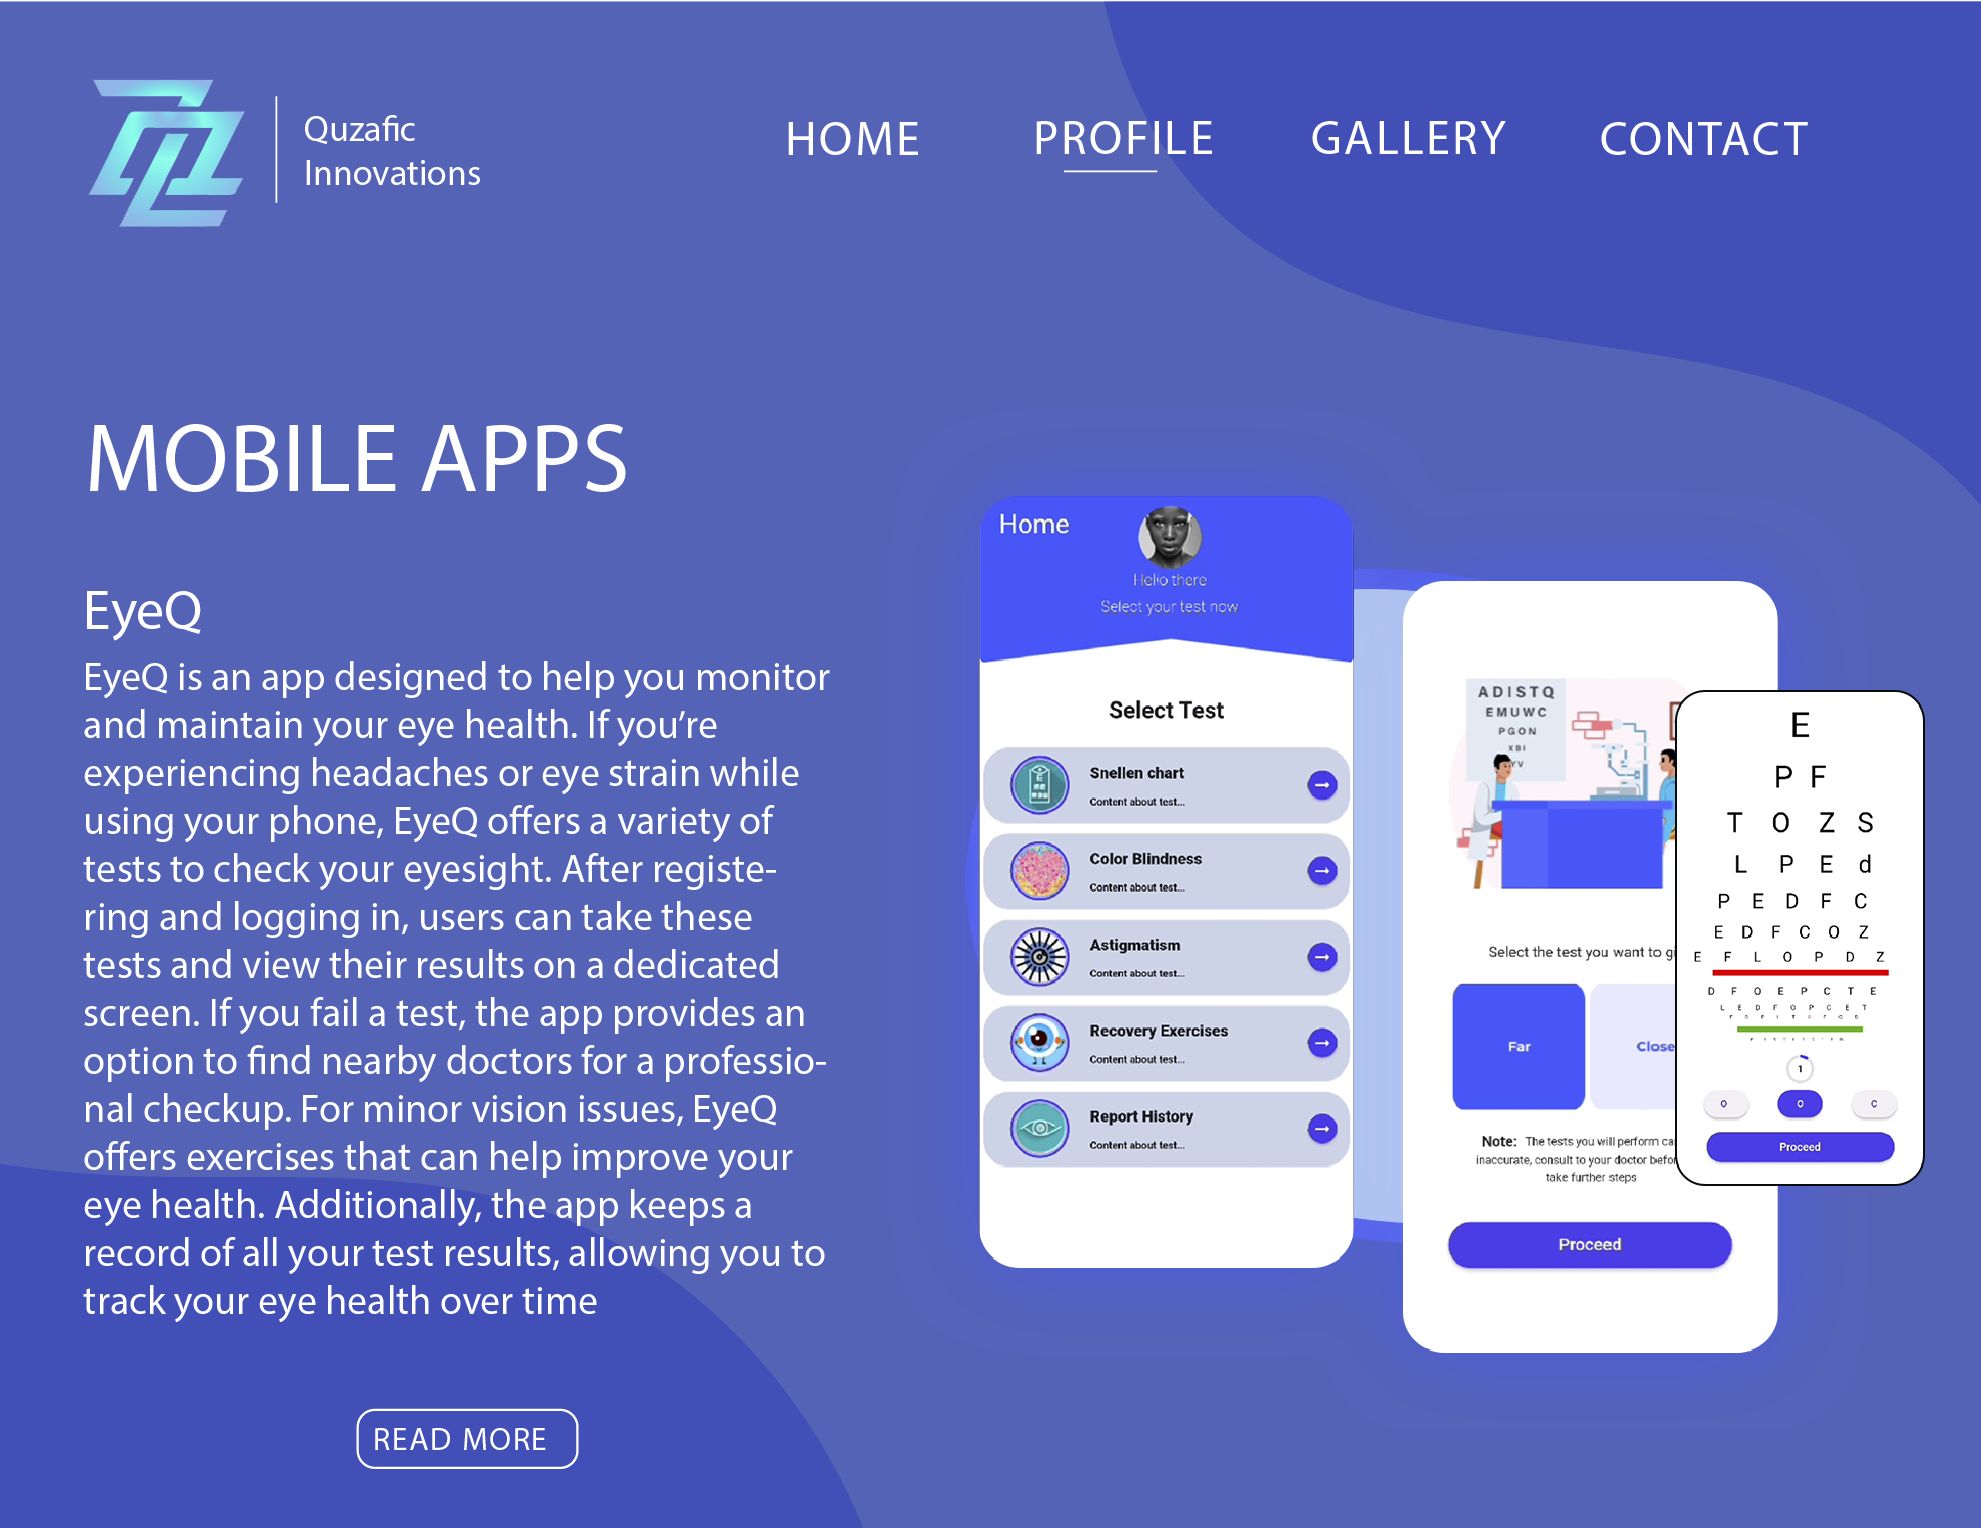 Quzafic
Innovations
HOME PROFILE GALLERY CONTACT
MOBILE APPS
EyeQ
EyeQ is an app designed to help you monitor
and maintain your eye health. If you’re
experiencing headaches or eye strain while
using your phone, EyeQ offers a variety of
tests to check your eyesight. After registe-
ring and logging in, users can take these
tests and view their results on a dedicated
screen. If you fail a test, the app provides an
option to find nearby doctors for a professio-
nal checkup. For minor vision issues, EyeQ
offers exercises that can help improve your
eye health. Additionally, the app keeps a
record of all your test results, allowing you to
track your eye health over time
READ MORE
Home
Hello there
Select your test now
Select Test
Snellen chart
Content about test...
Color Blindness
Content about test...
Astigmatism
Content about test...
Recovery Exercises
Content about test...
Report History
Content about test...
ADISTQ
EMUWC
PGON
XBI
Select the test you want to gi
Far
Close
Note: The tests you will perform ca
inaccurate, consult to your doctor befor
take further steps
Proceed
E
P F
T O Z S
L P E d
P E D F C
E D F C O Z
E F L O P D Z
D F O E P C T E
1
O O C
Proceed